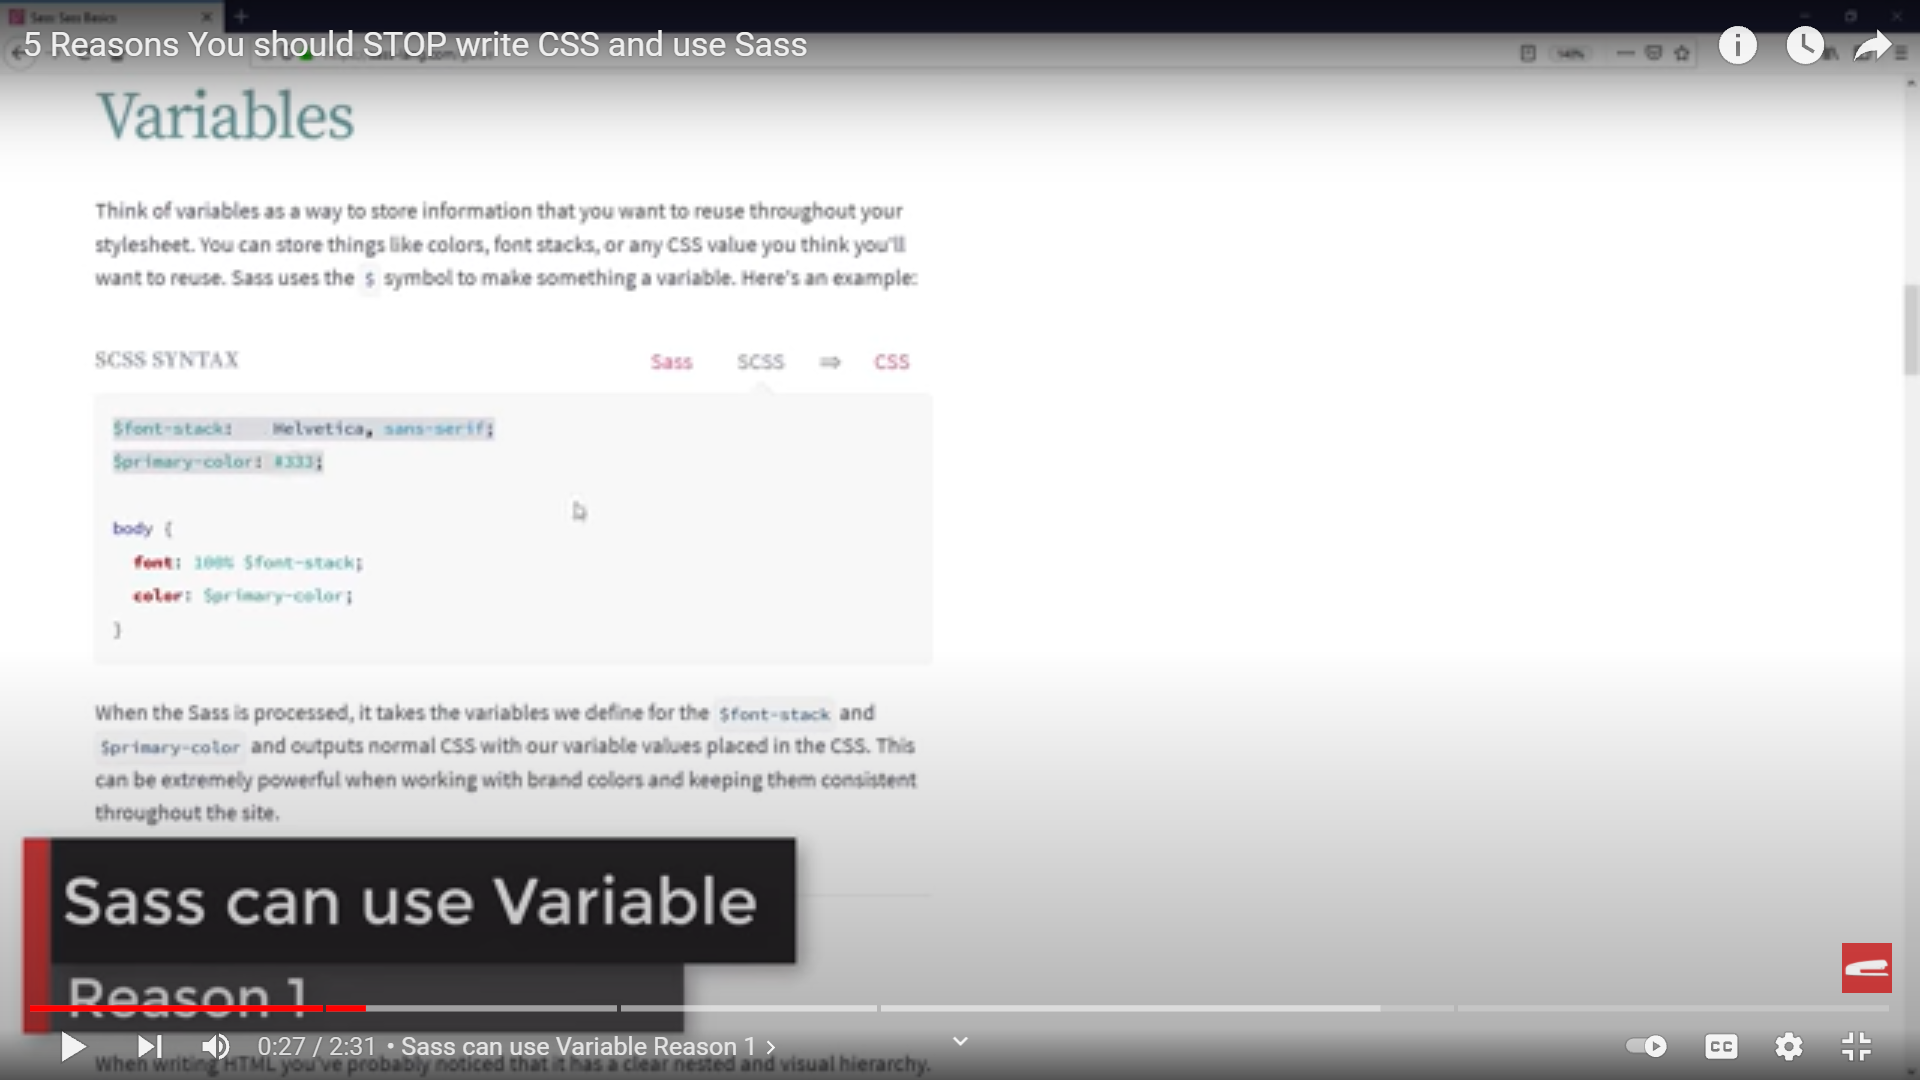 Sass: Sass Basics
5 Reasons You should STOP write CSS and use Sass
Variables
Think of variables as a way to store information that you want to reuse throughout your
stylesheet. You can store things like colors, font stacks, or any CSS value you think you'll
want to reuse. Sass uses the $ symbol to make something a variable. Here's an example:
SCSS SYNTAX Sass SCSS ⇒ CSS
$font-stack: Helvetica, sans-serif;
$primary-color: #333;
body {
font: 100% $font-stack;
color: $primary-color;
}
When the Sass is processed, it takes the variables we define for the $font-stack and
$primary-color and outputs normal CSS with our variable values placed in the CSS. This
can be extremely powerful when working with brand colors and keeping them consistent
throughout the site.
Sass can use Variable
Reason 1
0:27 / 2:31 • Sass can use Variable Reason 1 >
CC
When writing HTML you've probably noticed that it has a clear nested and visual hierarchy.